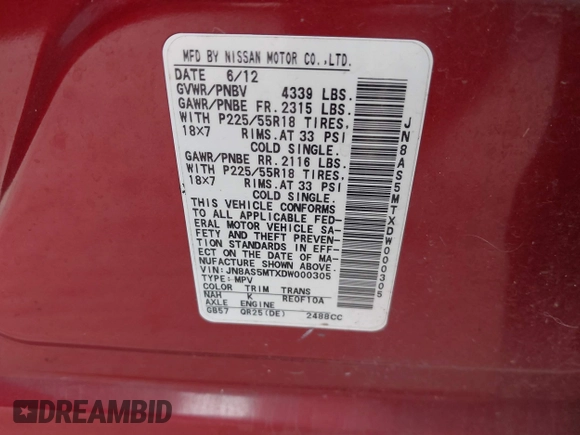 MFD BY NISSAN MOTOR CO.,LTD.
DATE 6/12
GVWR/PNBV 4339 LBS.
GAWR/PNBE FR. 2315 LBS.
WITH P225/55R18 TIRES,
18X7 RIMS.AT 33 PSI
COLD SINGLE.
GAWR/PNBE RR. 2116 LBS.
WITH P225/55R18 TIRES,
18X7 RIMS.AT 33 PSI
COLD SINGLE.
THIS VEHICLE CONFORMS
TO ALL APPLICABLE FED-
ERAL MOTOR VEHICLE SA-
FETY AND THEFT PREVEN-
TION STANDARDS IN EFF-
ECT ON THE DATE OF MA-
NUFACTURE SHOWN ABOVE.
VIN: JN8AS5MTXDW000305
TYPE:MPV
COLOR TRIM TRANS
NAH K RE0F10A
AXLE ENGINE
GB57 QR25(DE) 2488CC
JN8AS5MTXDW000305
DREAMBID